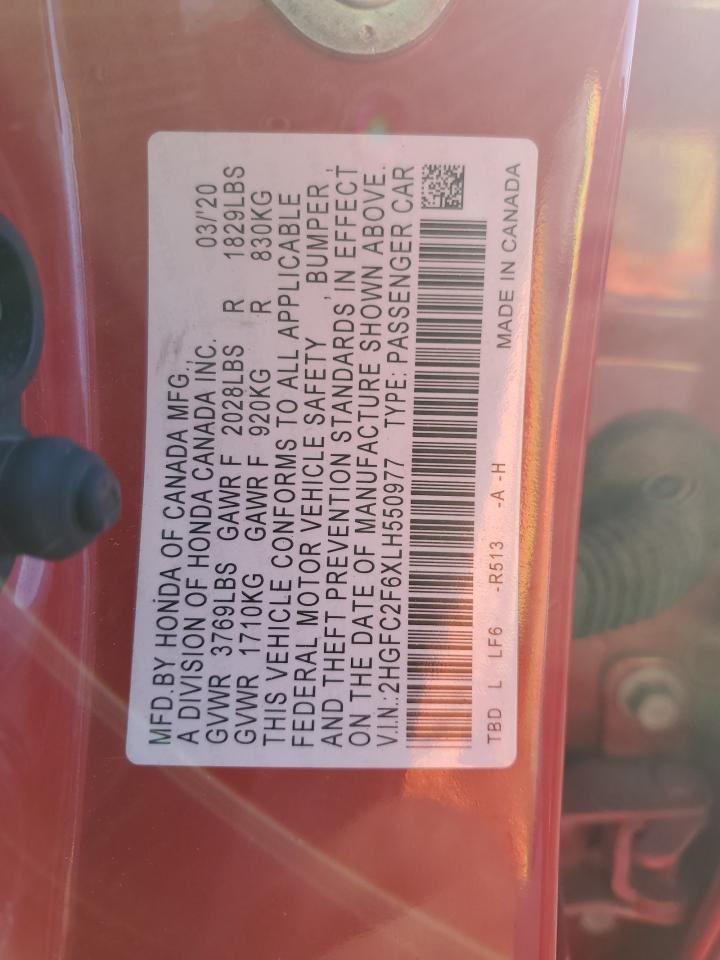 MFD.BY HONDA OF CANADA MFG.,
A DIVISION OF HONDA CANADA INC. 03/'20
GVWR 3769LBS GAWR F 2028LBS R 1829LBS
GVWR 1710KG GAWR F 920KG R 830KG
THIS VEHICLE CONFORMS TO ALL APPLICABLE
FEDERAL MOTOR VEHICLE SAFETY , BUMPER ,
AND THEFT PREVENTION STANDARDS IN EFFECT
ON THE DATE OF MANUFACTURE SHOWN ABOVE.
V.I.N.:2HGFC2F6XLH550977 TYPE: PASSENGER CAR
TBD L LF6 -R513 -A -H MADE IN CANADA